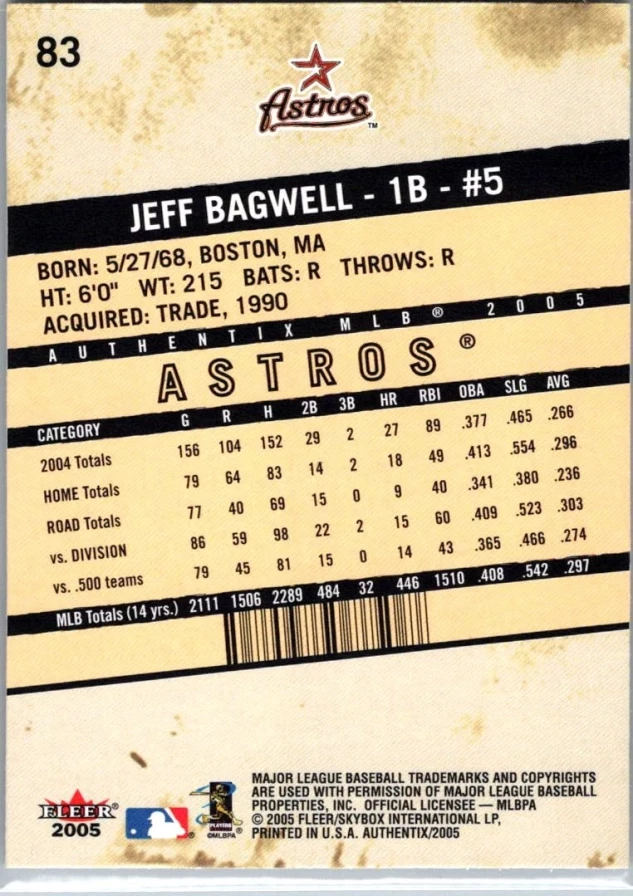 83
Astros™
JEFF BAGWELL - 1B - #5
BORN: 5/27/68, BOSTON, MA
HT: 6'0" WT: 215 BATS: R THROWS: R
ACQUIRED: TRADE, 1990
AUTHENTIX MLB® 2005
ASTROS®
CATEGORY G R H 2B 3B HR RBI OBA SLG AVG
2004 Totals 156 104 152 29 2 27 89 .377 .465 .266
HOME Totals 79 64 83 14 2 18 49 .413 .554 .296
ROAD Totals 77 40 69 15 0 9 40 .341 .380 .236
vs. DIVISION 86 59 98 22 2 15 60 .409 .523 .303
vs. .500 teams 79 45 81 15 0 14 43 .365 .466 .274
MLB Totals (14 yrs.) 2111 1506 2289 484 32 446 1510 .408 .542 .297
FLEER®
2005
PLAYERS
©MLBPA
MAJOR LEAGUE BASEBALL TRADEMARKS AND COPYRIGHTS
ARE USED WITH PERMISSION OF MAJOR LEAGUE BASEBALL
PROPERTIES, INC. OFFICIAL LICENSEE — MLBPA
© 2005 FLEER/SKYBOX INTERNATIONAL LP,
PRINTED IN U.S.A. AUTHENTIX/2005